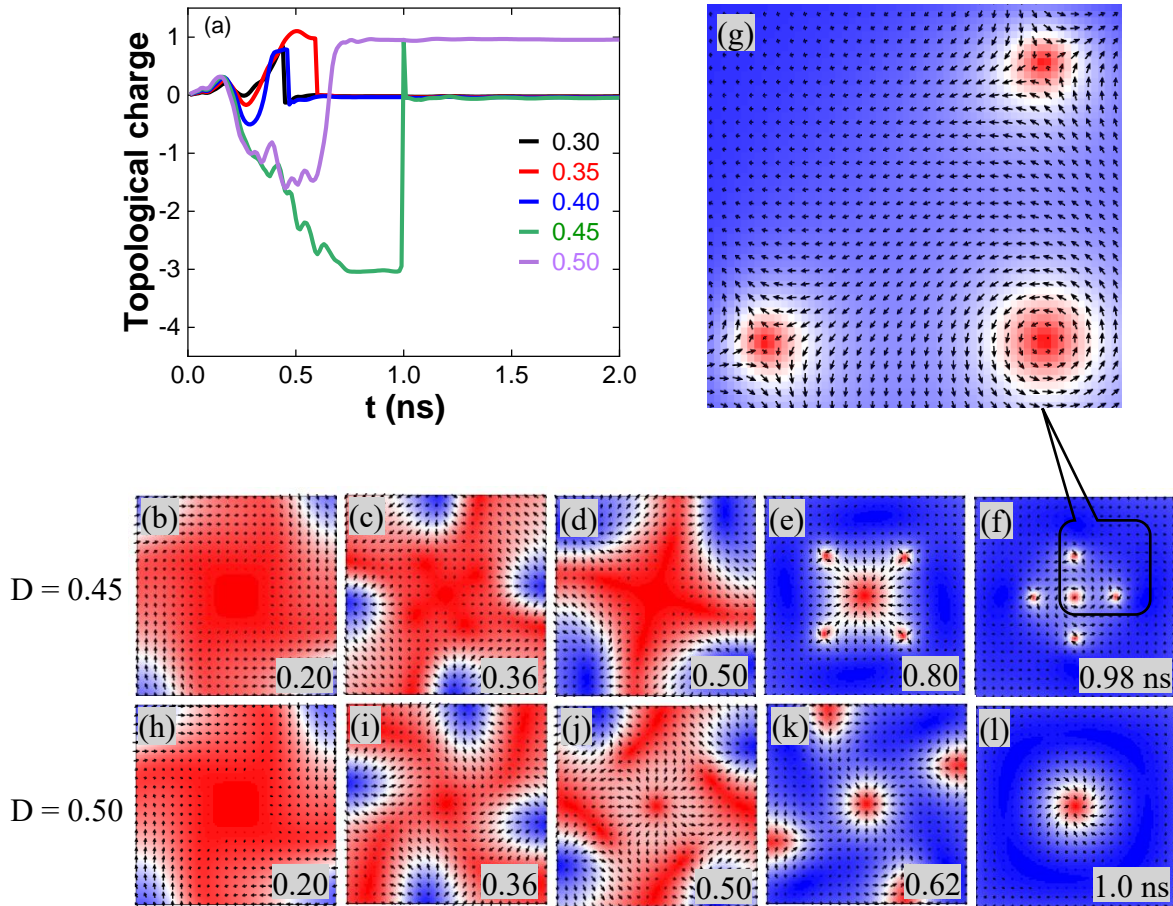 (a)
Topological charge
1
0
-1
-2
-3
-4
0.30
0.35
0.40
0.45
0.50
0.0 0.5 1.0 1.5 2.0
t (ns)
(g)
D = 0.45
(b) 0.20
(c) 0.36
(d) 0.50
(e) 0.80
(f) 0.98 ns
D = 0.50
(h) 0.20
(i) 0.36
(j) 0.50
(k) 0.62
(l) 1.0 ns